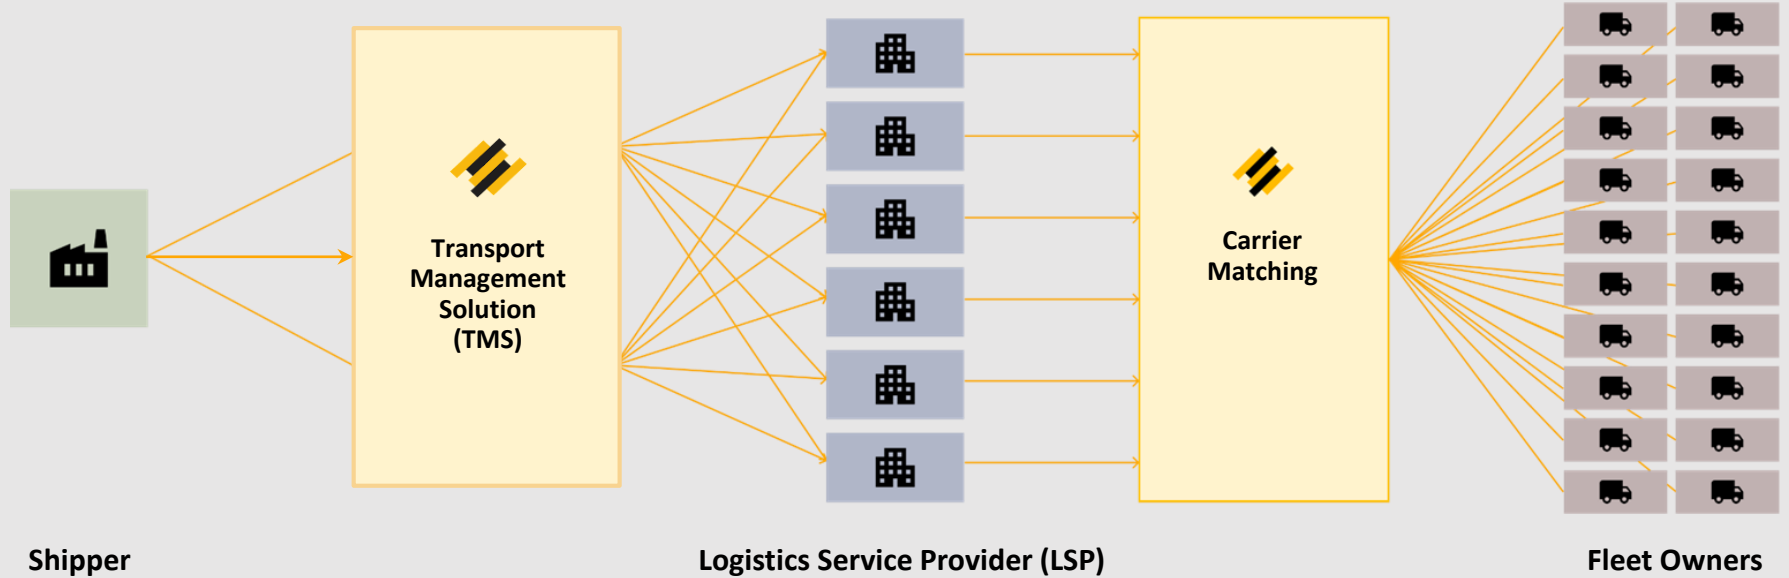 Transport
Management
Solution
(TMS)
Carrier
Matching
Shipper
Logistics Service Provider (LSP)
Fleet Owners